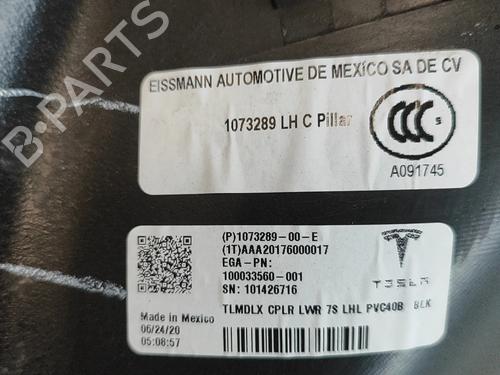 EISSMANN AUTOMOTIVE DE MEXÍCO SA DE CV
1073289 LH C Pillar
CCC S
A091745
(P)1073289-00-E
(1T)AAA20176000017
EGA-PN:
100033560-001
SN: 101426716
TESLA
TLMDLX CPLR LWR 7S LHL PVC40B BLK
Made in Mexico
06/24/20
05:08:57
B-PARTS